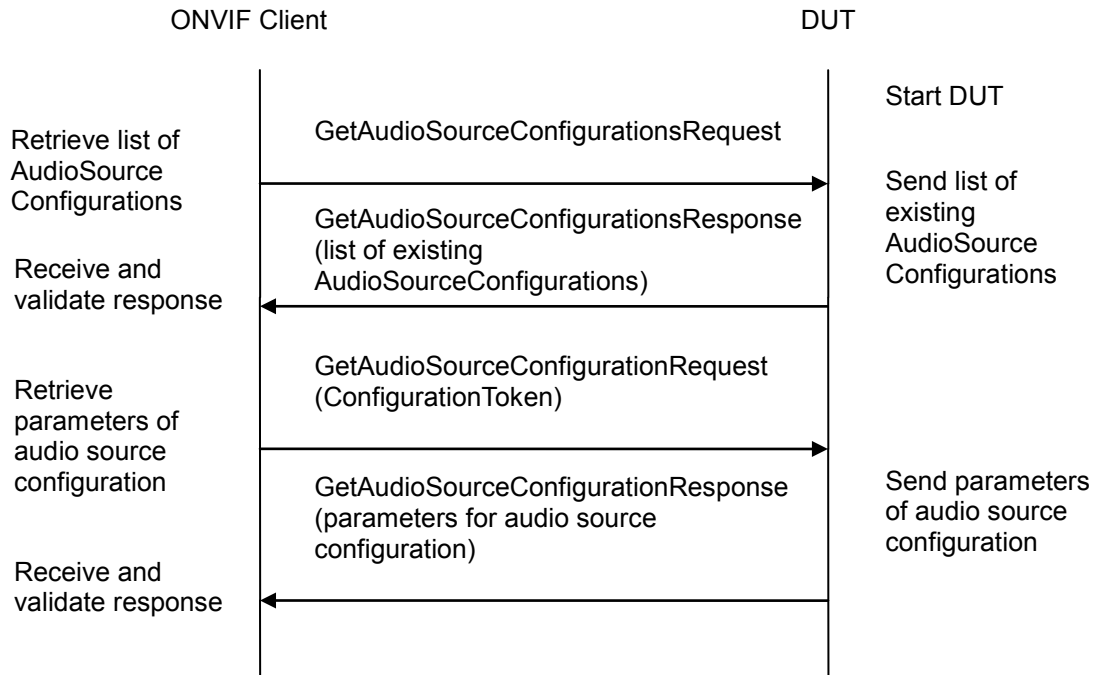 ONVIF Client
DUT
Start DUT
Retrieve list of
AudioSource
Configurations
GetAudioSourceConfigurationsRequest
Send list of
existing
AudioSource
Configurations
GetAudioSourceConfigurationsResponse
(list of existing
AudioSourceConfigurations)
Receive and
validate response
GetAudioSourceConfigurationRequest
(ConfigurationToken)
Retrieve
parameters of
audio source
configuration
GetAudioSourceConfigurationResponse
(parameters for audio source
configuration)
Send parameters
of audio source
configuration
Receive and
validate response